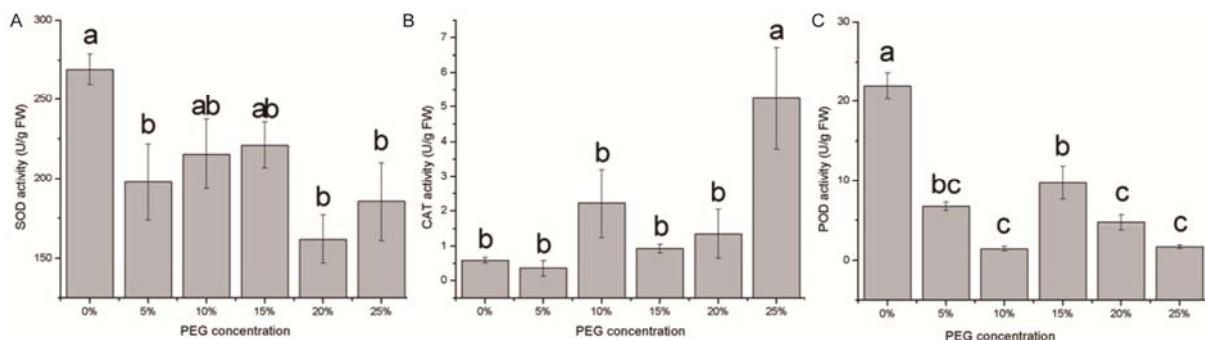 A
SOD activity (U/g FW)
300
250
200
150
a
b
ab
ab
b
b
0% 5% 10% 15% 20% 25%
PEG concentration
B
CAT activity (U/g FW)
7
6
5
4
3
2
1
0
b
b
b
b
b
a
0% 5% 10% 15% 20% 25%
PEG concentration
C
POD activity (U/g FW)
30
20
10
0
a
bc
c
b
c
c
0% 5% 10% 15% 20% 25%
PEG concentration